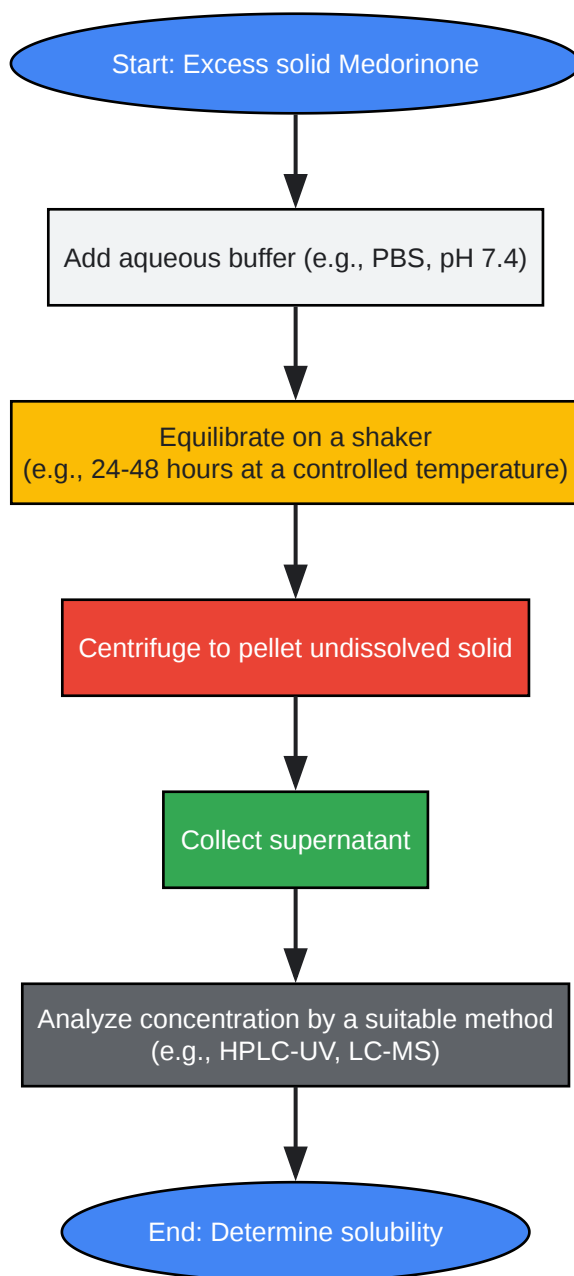 Start: Excess solid Medorinone
Add aqueous buffer (e.g., PBS, pH 7.4)
Equilibrate on a shaker
(e.g., 24-48 hours at a controlled temperature)
Centrifuge to pellet undissolved solid
Collect supernatant
Analyze concentration by a suitable method
(e.g., HPLC-UV, LC-MS)
End: Determine solubility